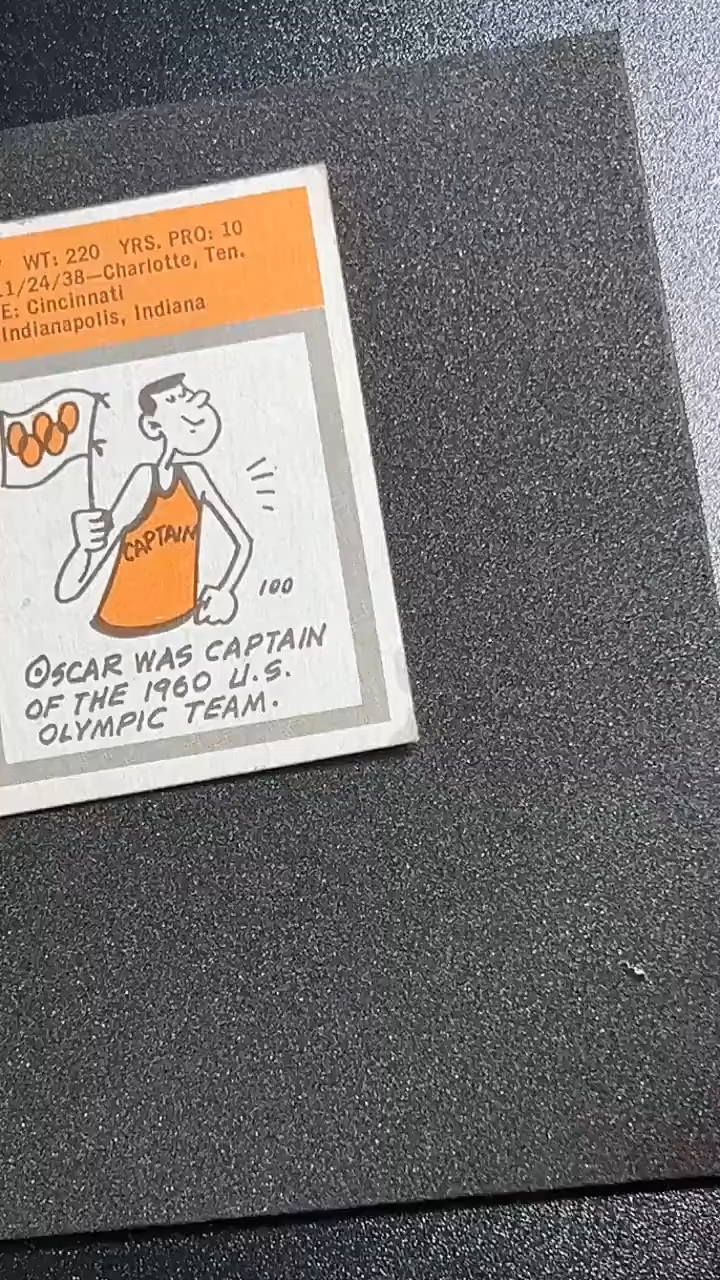 WT: 220 YRS. PRO: 10
11/24/38—Charlotte, Ten.
E: Cincinnati
Indianapolis, Indiana
CAPTAIN
100
OSCAR WAS CAPTAIN
OF THE 1960 U.S.
OLYMPIC TEAM.